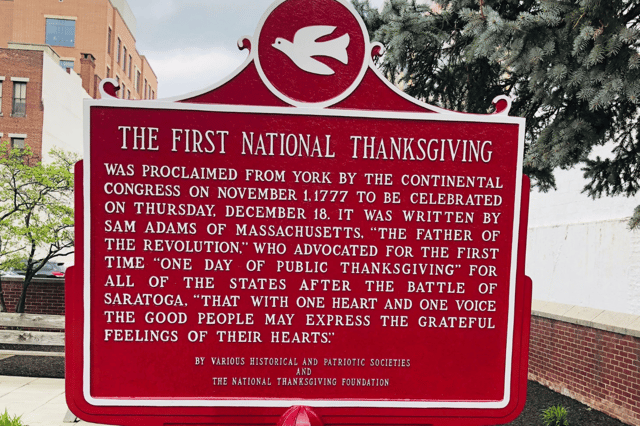 THE FIRST NATIONAL THANKSGIVING
WAS PROCLAIMED FROM YORK BY THE CONTINENTAL
CONGRESS ON NOVEMBER 1,1777 TO BE CELEBRATED
ON THURSDAY, DECEMBER 18. IT WAS WRITTEN BY
SAM ADAMS OF MASSACHUSETTS, "THE FATHER OF
THE REVOLUTION," WHO ADVOCATED FOR THE FIRST
TIME "ONE DAY OF PUBLIC THANKSGIVING" FOR
ALL OF THE STATES AFTER THE BATTLE OF
SARATOGA, "THAT WITH ONE HEART AND ONE VOICE
THE GOOD PEOPLE MAY EXPRESS THE GRATEFUL
FEELINGS OF THEIR HEARTS."
BY VARIOUS HISTORICAL AND PATRIOTIC SOCIETIES
AND
THE NATIONAL THANKSGIVING FOUNDATION